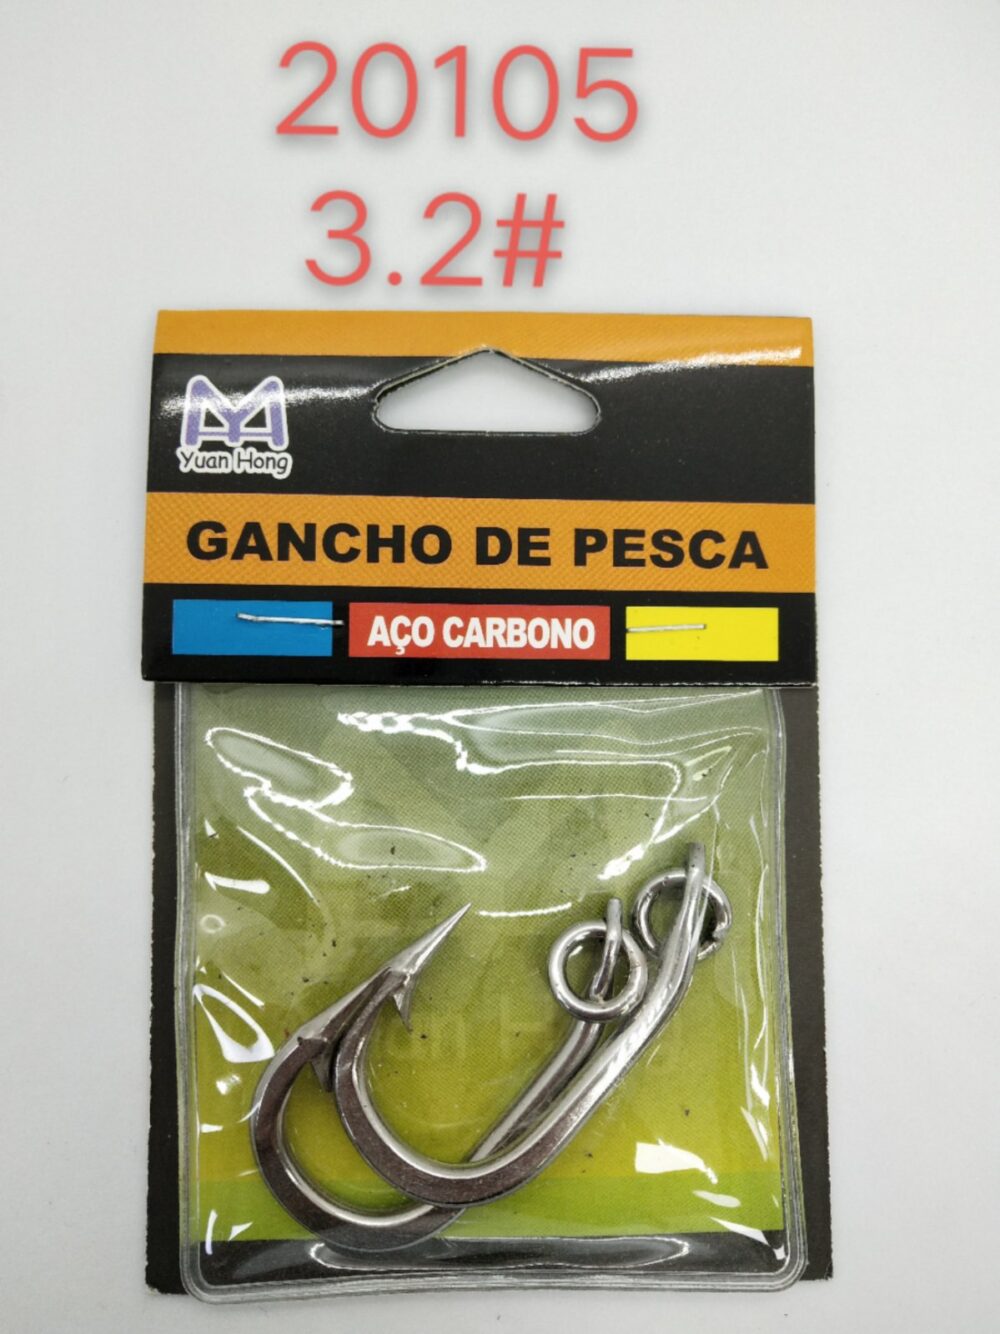 20105
3.2#
Yuan Hong
GANCHO DE PESCA
AÇO CARBONO